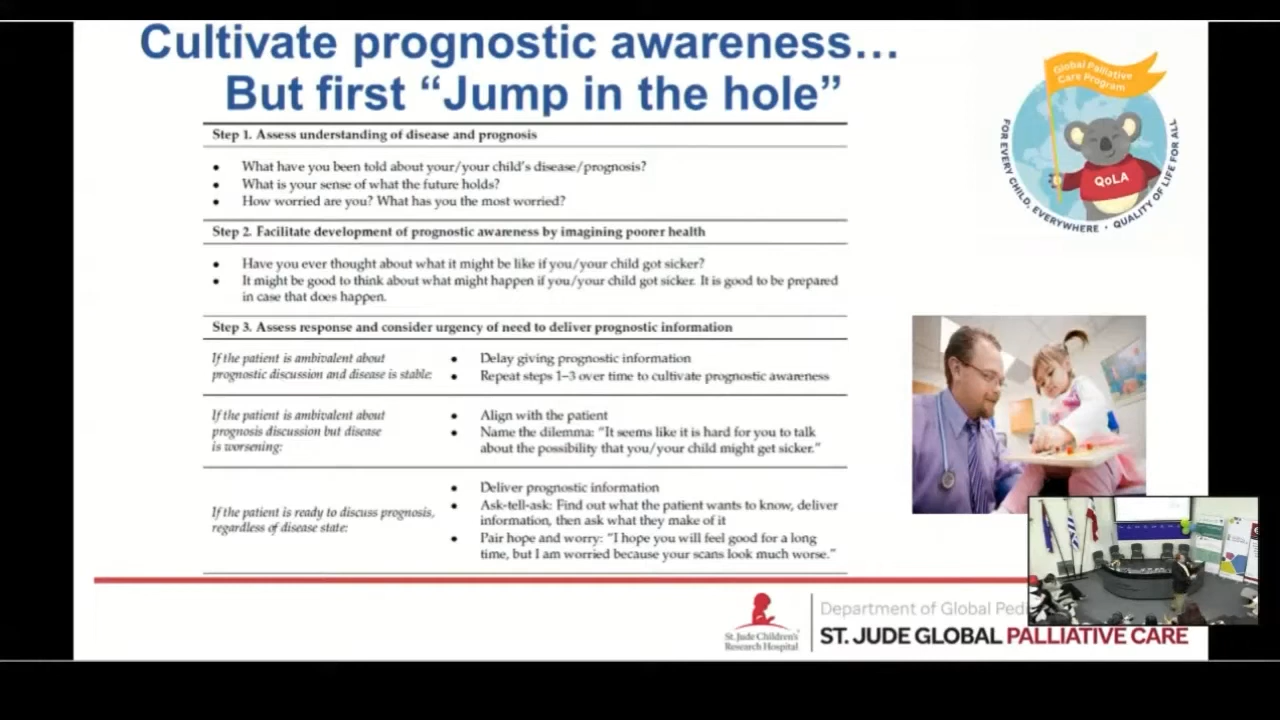 Cultivate prognostic awareness…
But first “Jump in the hole”
Step 1. Assess understanding of disease and prognosis
• What have you been told about your/your child's disease/prognosis?
• What is your sense of what the future holds?
• How worried are you? What has you the most worried?
Step 2. Facilitate development of prognostic awareness by imagining poorer health
• Have you ever thought about what it might be like if you/your child got sicker?
• It might be good to think about what might happen if you/your child got sicker. It is good to be prepared
in case that does happen.
Step 3. Assess response and consider urgency of need to deliver prognostic information
If the patient is ambivalent about
prognostic discussion and disease is stable:
• Delay giving prognostic information
• Repeat steps 1–3 over time to cultivate prognostic awareness
If the patient is ambivalent about
prognosis discussion but disease
is worsening:
• Align with the patient
• Name the dilemma: “It seems like it is hard for you to talk
about the possibility that you/your child might get sicker.”
If the patient is ready to discuss prognosis,
regardless of disease state:
• Deliver prognostic information
• Ask-tell-ask: Find out what the patient wants to know, deliver
information, then ask what they make of it
• Pair hope and worry: “I hope you will feel good for a long
time, but I am worried because your scans look much worse.”
Global Palliative
Care Program
QoLA
FOR EVERY CHILD, EVERYWHERE • QUALITY OF LIFE FOR ALL
St. Jude Children's
Research Hospital
Department of Global Pedi
ST. JUDE GLOBAL PALLIATIVE CARE